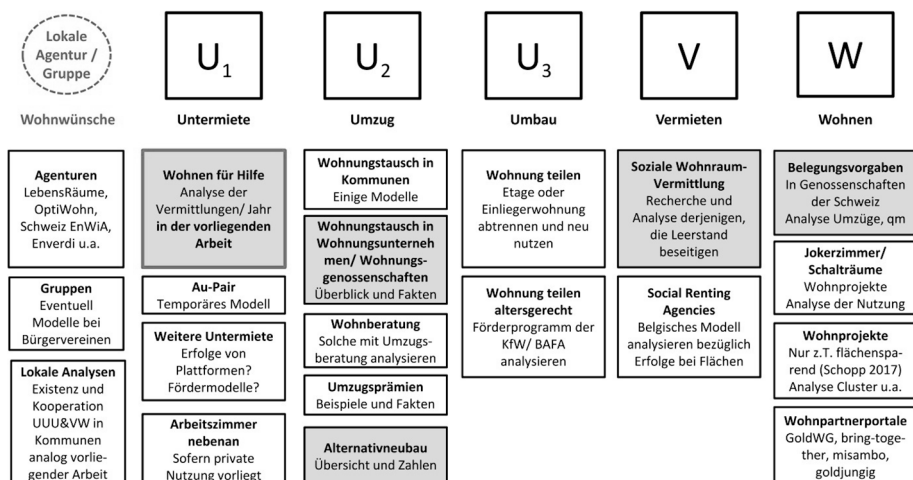 Lokale
Agentur /
Gruppe
Wohnwünsche
Agenturen
LebensRäume,
OptiWohn,
Schweiz EnWiA,
Enverdi u.a.
Gruppen
Eventuell
Modelle bei
Bürgervereinen
Lokale Analysen
Existenz und
Kooperation
UUU&VW in
Kommunen
analog vorlie-
gender Arbeit
U1
Untermiete
Wohnen für Hilfe
Analyse der
Vermittlungen/ Jahr
in der vorliegenden
Arbeit
Au-Pair
Temporäres Modell
Weitere Untermiete
Erfolge von
Plattformen?
Fördermodelle?
Arbeitszimmer
nebenan
Sofern private
Nutzung vorliegt
U2
Umzug
Wohnungstausch in
Kommunen
Einige Modelle
Wohnungstausch in
Wohnungsunterneh
men/ Wohnungs-
genossenschaften
Überblick und Fakten
Wohnberatung
Solche mit Umzugs-
beratung analysieren
Umzugsprämien
Beispiele und Fakten
Alternativneubau
Übersicht und Zahlen
U3
Umbau
Wohnung teilen
Etage oder
Einliegerwohnung
abtrennen und neu
nutzen
Wohnung teilen
altersgerecht
Förderprogramm der
KfW/ BAFA
analysieren
V
Vermieten
Soziale Wohnraum-
Vermittlung
Recherche und
Analyse derjenigen,
die Leerstand
beseitigen
Social Renting
Agencies
Belgisches Modell
analysieren bezüglich
Erfolge bei Flächen
W
Wohnen
Belegungsvorgaben
In Genossenschaften
der Schweiz
Analyse Umzüge, qm
Jokerzimmer/
Schalträume
Wohnprojekte
Analyse der Nutzung
Wohnprojekte
Nur z.T. flächenspa-
rend (Schopp 2017)
Analyse Cluster u.a.
Wohnpartnerportale
GoldWG, bring-toge-
ther, misambo,
goldjungig